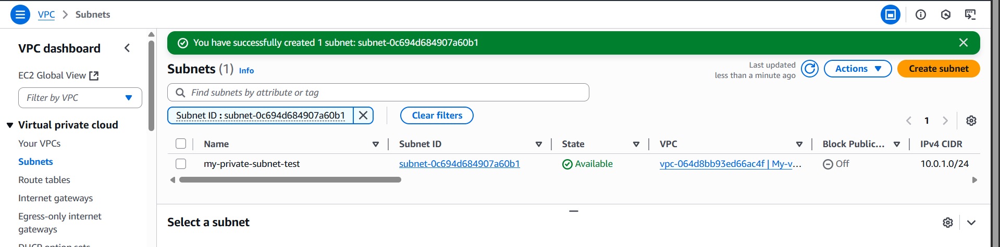 VPC > Subnets
VPC dashboard
EC2 Global View
Filter by VPC
Virtual private cloud
Your VPCs
Subnets
Route tables
Internet gateways
Egress-only internet
gateways
DHCP option sets
You have successfully created 1 subnet: subnet-0c694d684907a60b1
Subnets (1) Info
Last updated
less than a minute ago
Actions
Create subnet
Find subnets by attribute or tag
Subnet ID : subnet-0c694d684907a60b1
Clear filters
1
Name Subnet ID State VPC Block Public... IPv4 CIDR
my-private-subnet-test subnet-0c694d684907a60b1 Available vpc-064d8bb93ed66ac4f | My-v... Off 10.0.1.0/24
Select a subnet